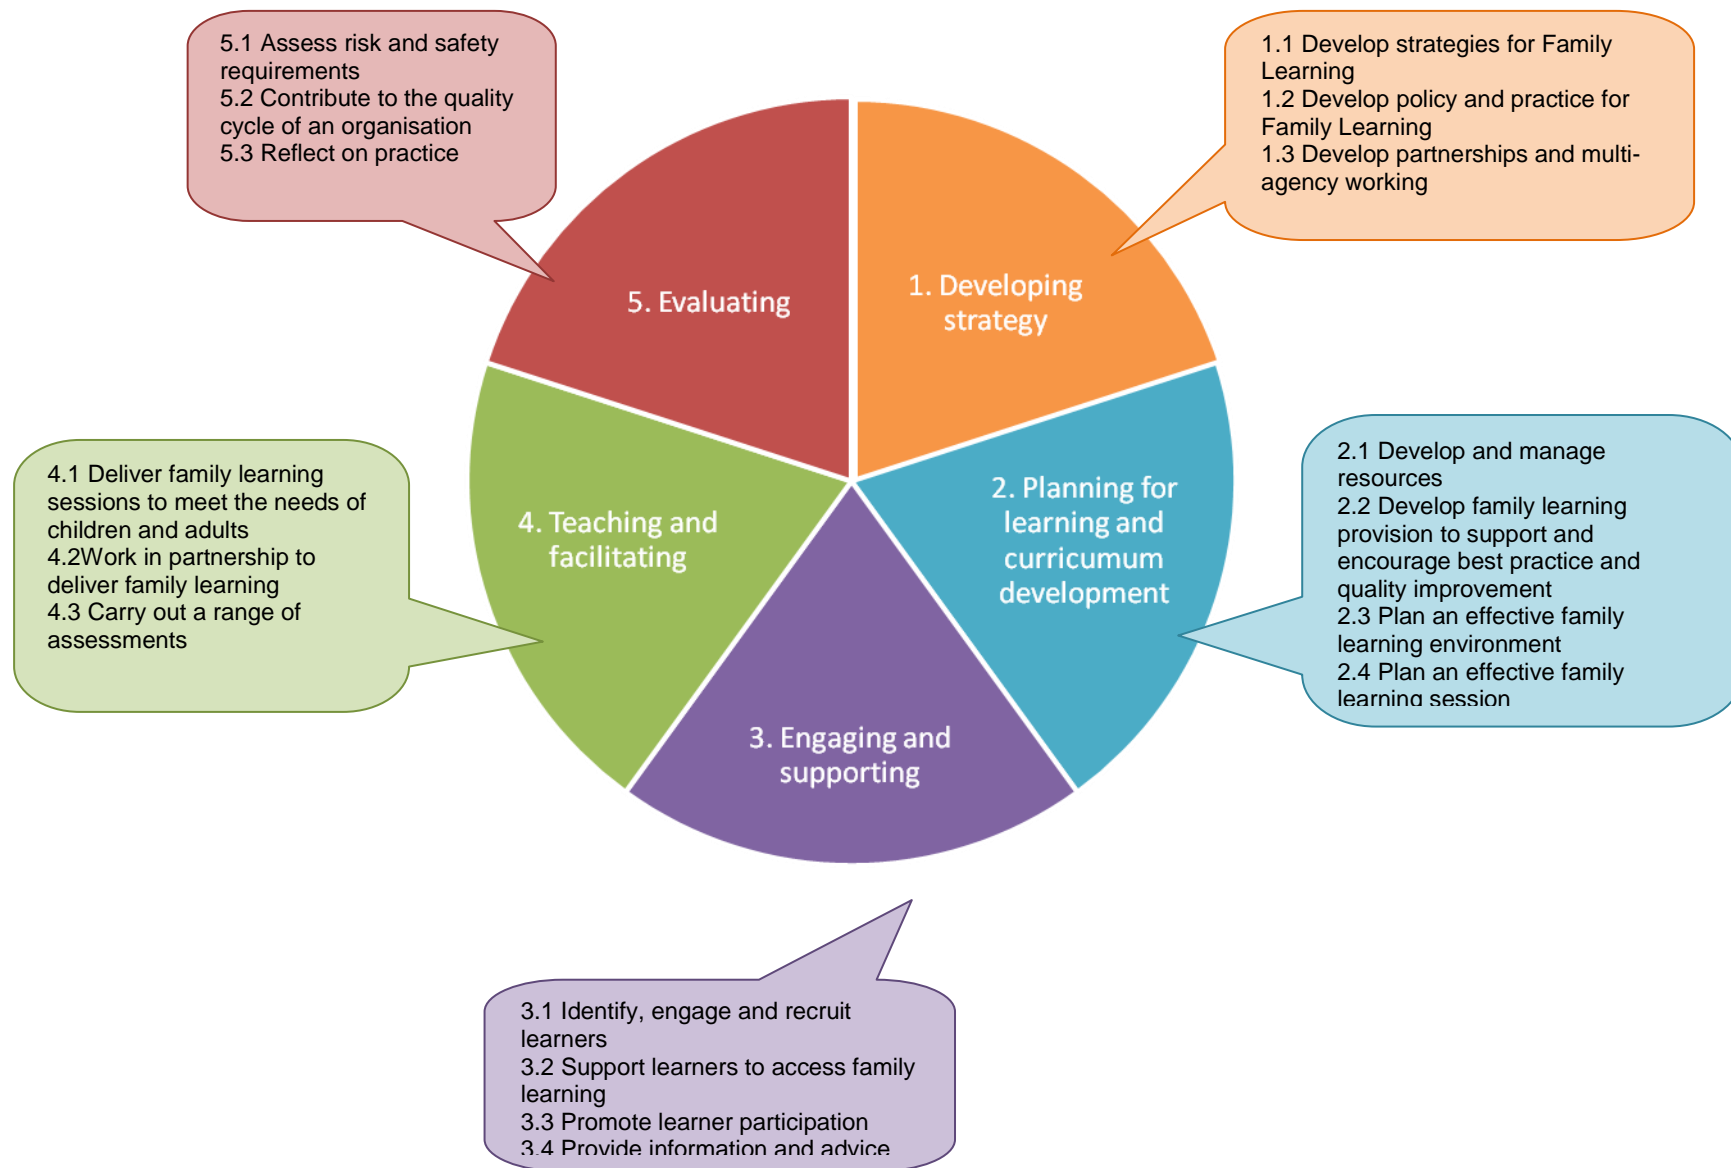 5.1 Assess risk and safety
requirements
5.2 Contribute to the quality
cycle of an organisation
5.3 Reflect on practice
1.1 Develop strategies for Family
Learning
1.2 Develop policy and practice for
Family Learning
1.3 Develop partnerships and multi-
agency working
5. Evaluating
1. Developing
strategy
4.1 Deliver family learning
sessions to meet the needs of
children and adults
4.2Work in partnership to
deliver family learning
4.3 Carry out a range of
assessments
4. Teaching and
facilitating
2. Planning for
learning and
curricumum
development
2.1 Develop and manage
resources
2.2 Develop family learning
provision to support and
encourage best practice and
quality improvement
2.3 Plan an effective family
learning environment
2.4 Plan an effective family
learning session
3. Engaging and
supporting
3.1 Identify, engage and recruit
learners
3.2 Support learners to access family
learning
3.3 Promote learner participation
3.4 Provide information and advice